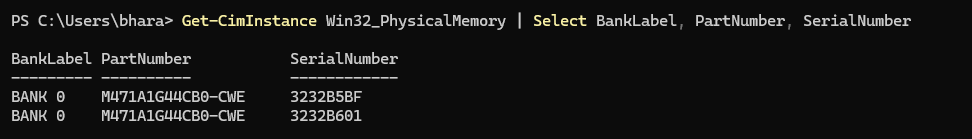 PS C:\Users\bhara> Get-CimInstance Win32_PhysicalMemory | Select BankLabel, PartNumber, SerialNumber
BankLabel PartNumber SerialNumber
--------- ---------- ------------
BANK 0 M471A1G44CB0-CWE 3232B5BF
BANK 0 M471A1G44CB0-CWE 3232B601